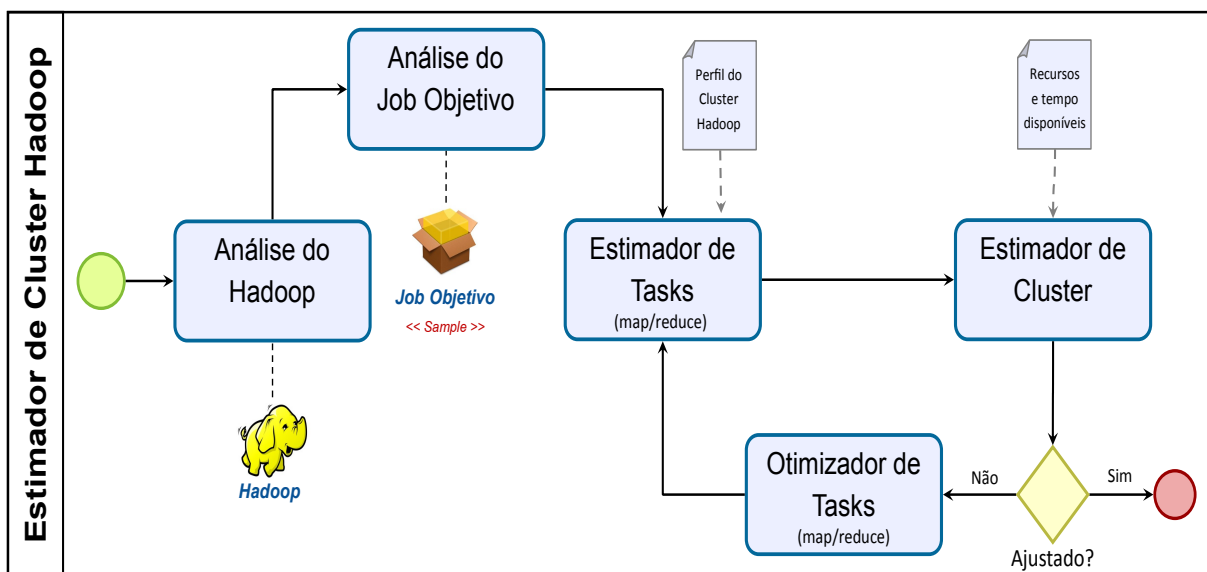 Estimador de Cluster Hadoop
Análise do
Job Objetivo
Perfil do
Cluster
Hadoop
Recursos
e tempo
disponíveis
Análise do
Hadoop
Job Objetivo
<< Sample >>
Estimador de
Tasks
(map/reduce)
Estimador de
Cluster
Hadoop
Otimizador de
Tasks
(map/reduce)
Não
Sim
Ajustado?